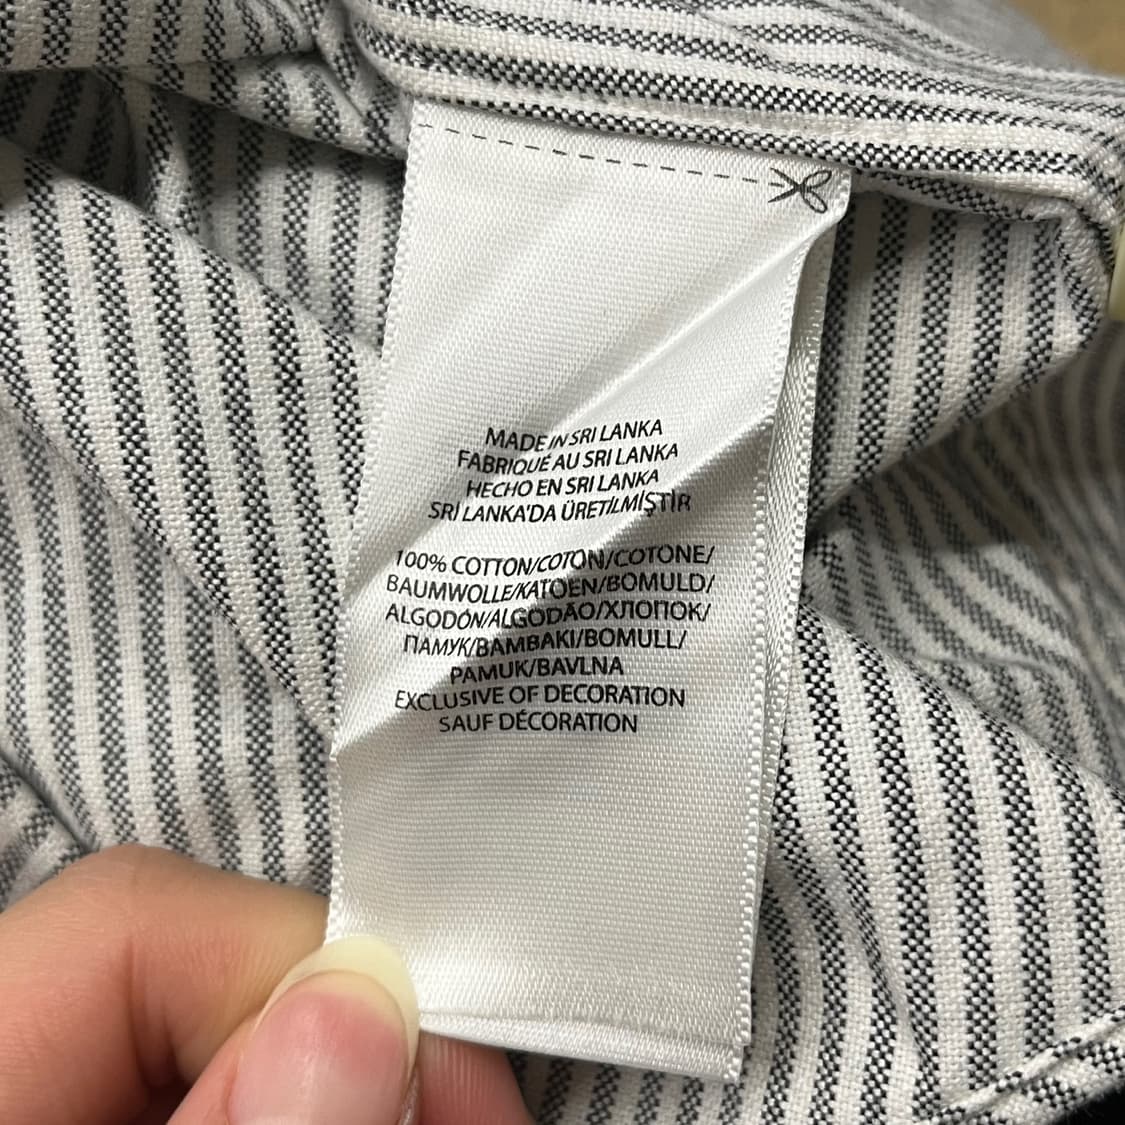 MADE IN SRI LANKA
FABRIQUÉ AU SRI LANKA
HECHO EN SRI LANKA
SRİ LANKA'DA ÜRETİLMİŞTİR
100% COTTON/COTON/COTONE/
BAUMWOLLE/KATOEN/BOMULD/
ALGODÓN/ALGODÃO/ХЛОПОК/
ПАМУК/ΒΑΜΒΑΚΙ/BOMULL/
PAMUK/BAVLNA
EXCLUSIVE OF DECORATION
SAUF DÉCORATION